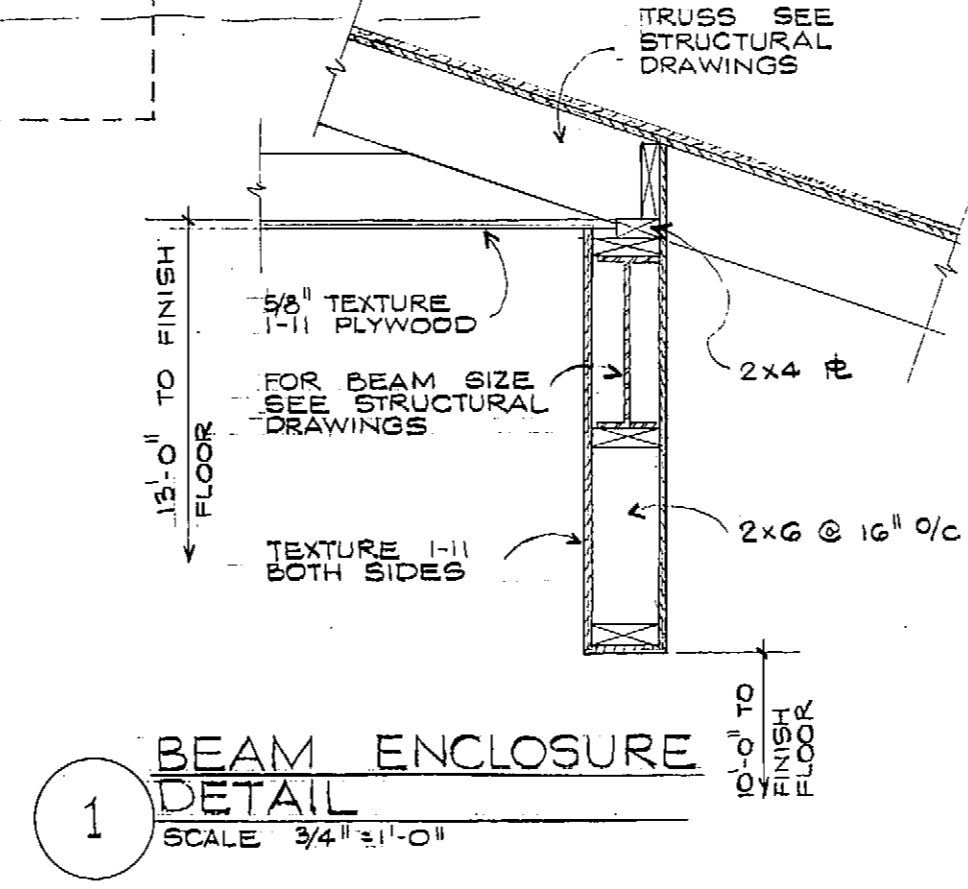 TRUSS SEE
STRUCTURAL
DRAWINGS
13'-0" TO FINISH
FLOOR
5/8" TEXTURE
1-11 PLYWOOD
FOR BEAM SIZE
SEE STRUCTURAL
DRAWINGS
2x4 PL
TEXTURE 1-11
BOTH SIDES
2x6 @ 16" O/C
10'-0" TO
FINISH
FLOOR
1
BEAM ENCLOSURE
DETAIL
SCALE 3/4"=1'-0"